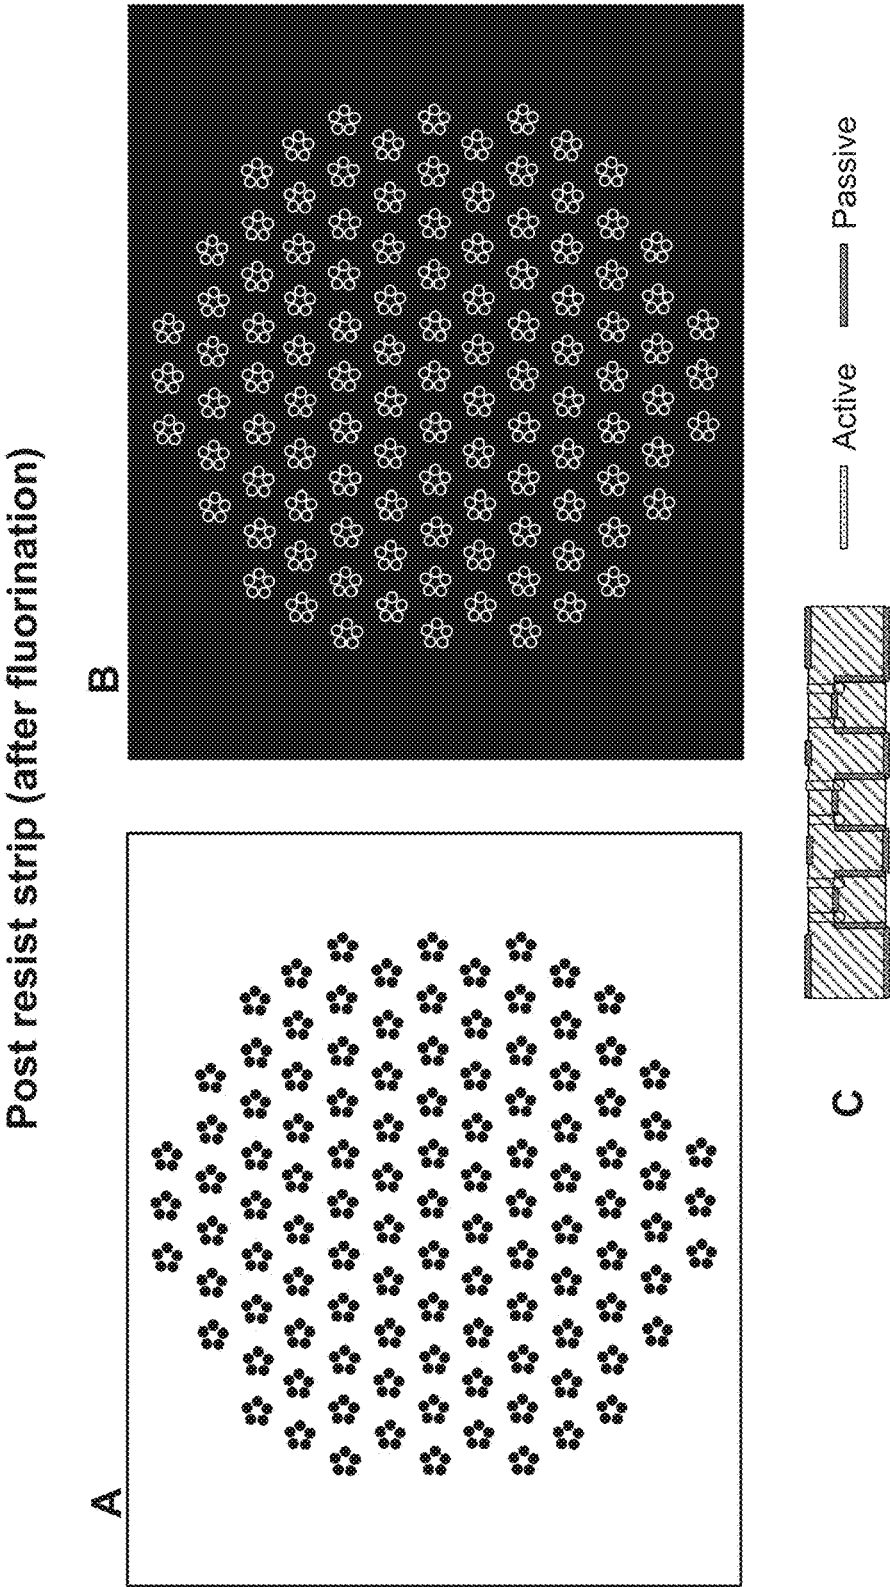 Post resist strip (after fluorination)
A
B
C
Active
Passive